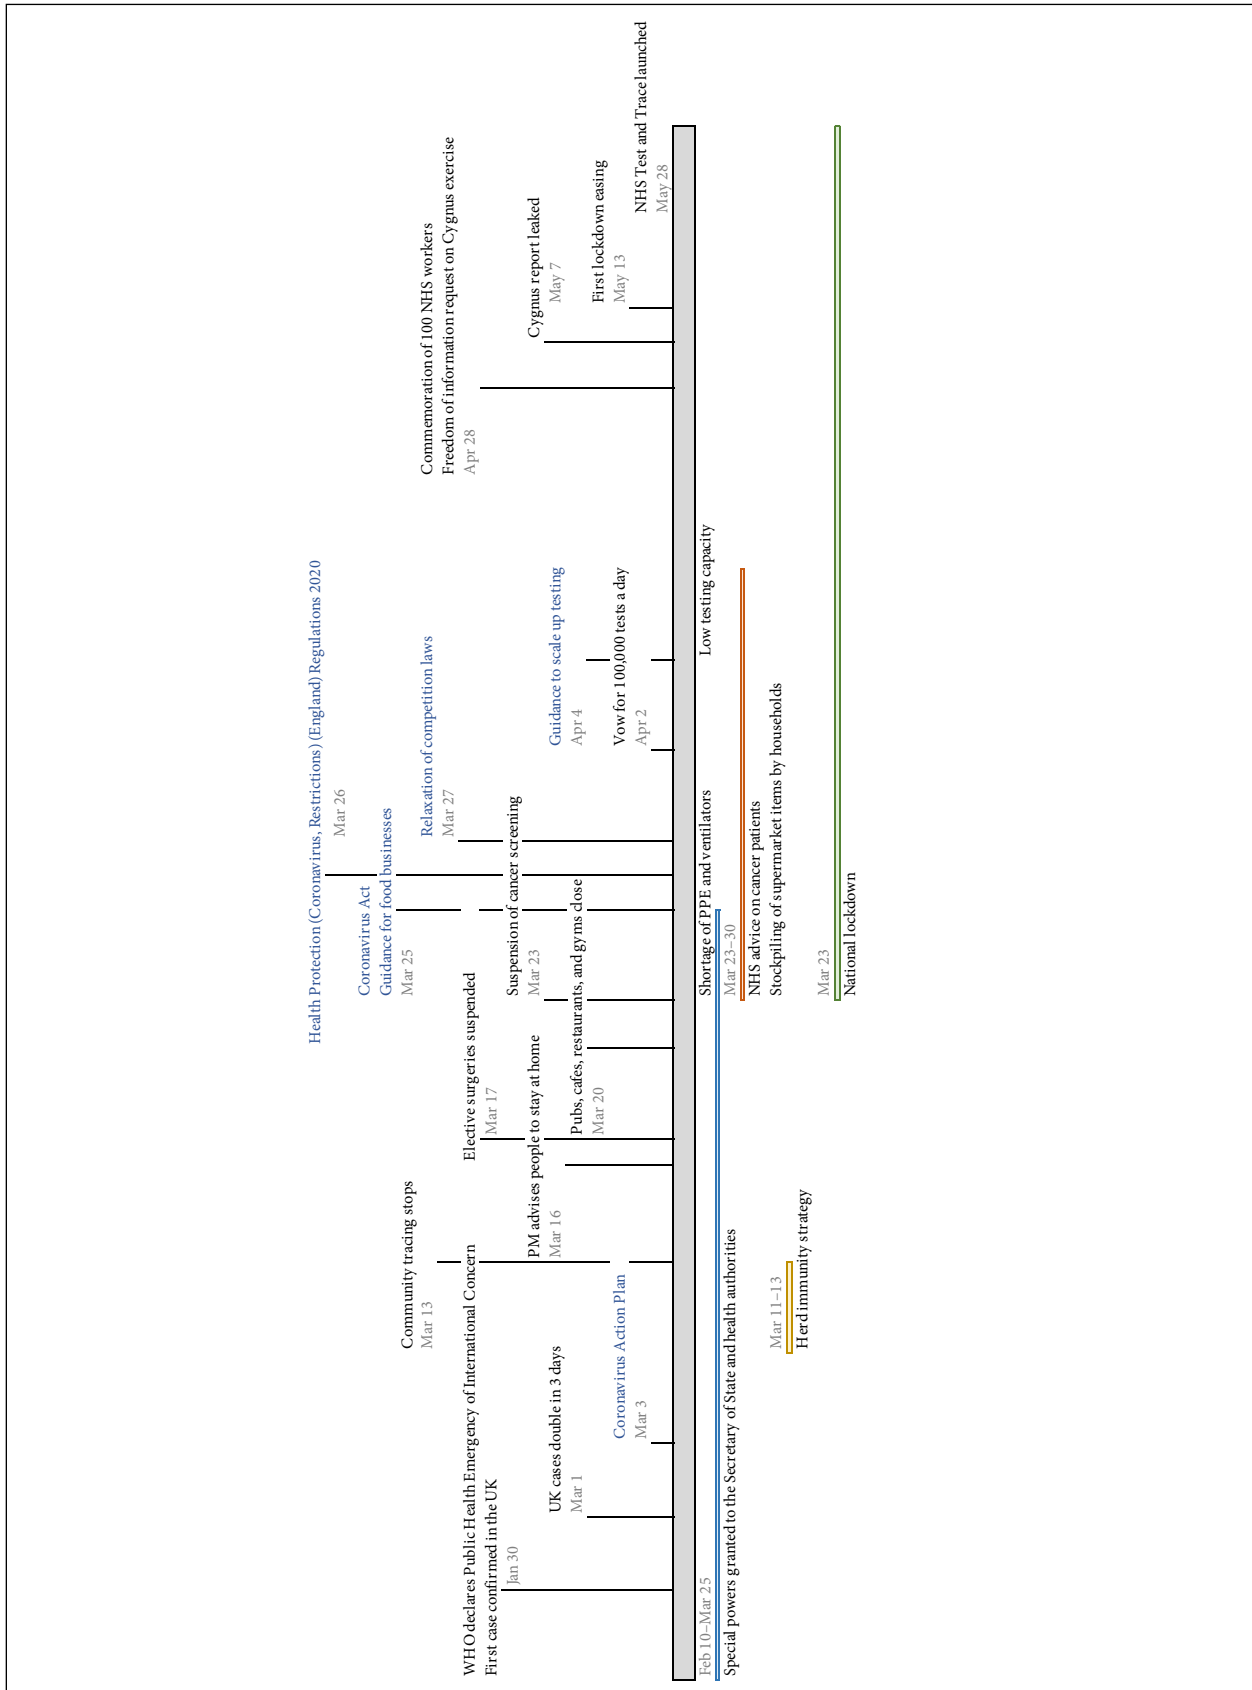 WHO declares Public Health Emergency of International Concern
First case confirmed in the UK
Jan 30
UK cases double in 3 days
Mar 1
Coronavirus Action Plan
Mar 3
Community tracing stops
Mar 13
PM advises people to stay at home
Mar 16
Elective surgeries suspended
Mar 17
Pubs, cafes, restaurants, and gyms close
Mar 20
Suspension of cancer screening
Mar 23
Coronavirus Act
Guidance for food businesses
Mar 25
Health Protection (Coronavirus, Restrictions) (England) Regulations 2020
Mar 26
Relaxation of competition laws
Mar 27
Vow for 100,000 tests a day
Apr 2
Guidance to scale up testing
Apr 4
Commemoration of 100 NHS workers
Freedom of information request on Cygnus exercise
Apr 28
Cygnus report leaked
May 7
First lockdown easing
May 13
NHS Test and Trace launched
May 28
Feb 10–Mar 25
Special powers granted to the Secretary of State and health authorities
Mar 11–13
Herd immunity strategy
Shortage of PPE and ventilators
Mar 23–30
NHS advice on cancer patients
Stockpiling of supermarket items by households
Low testing capacity
Mar 23
National lockdown